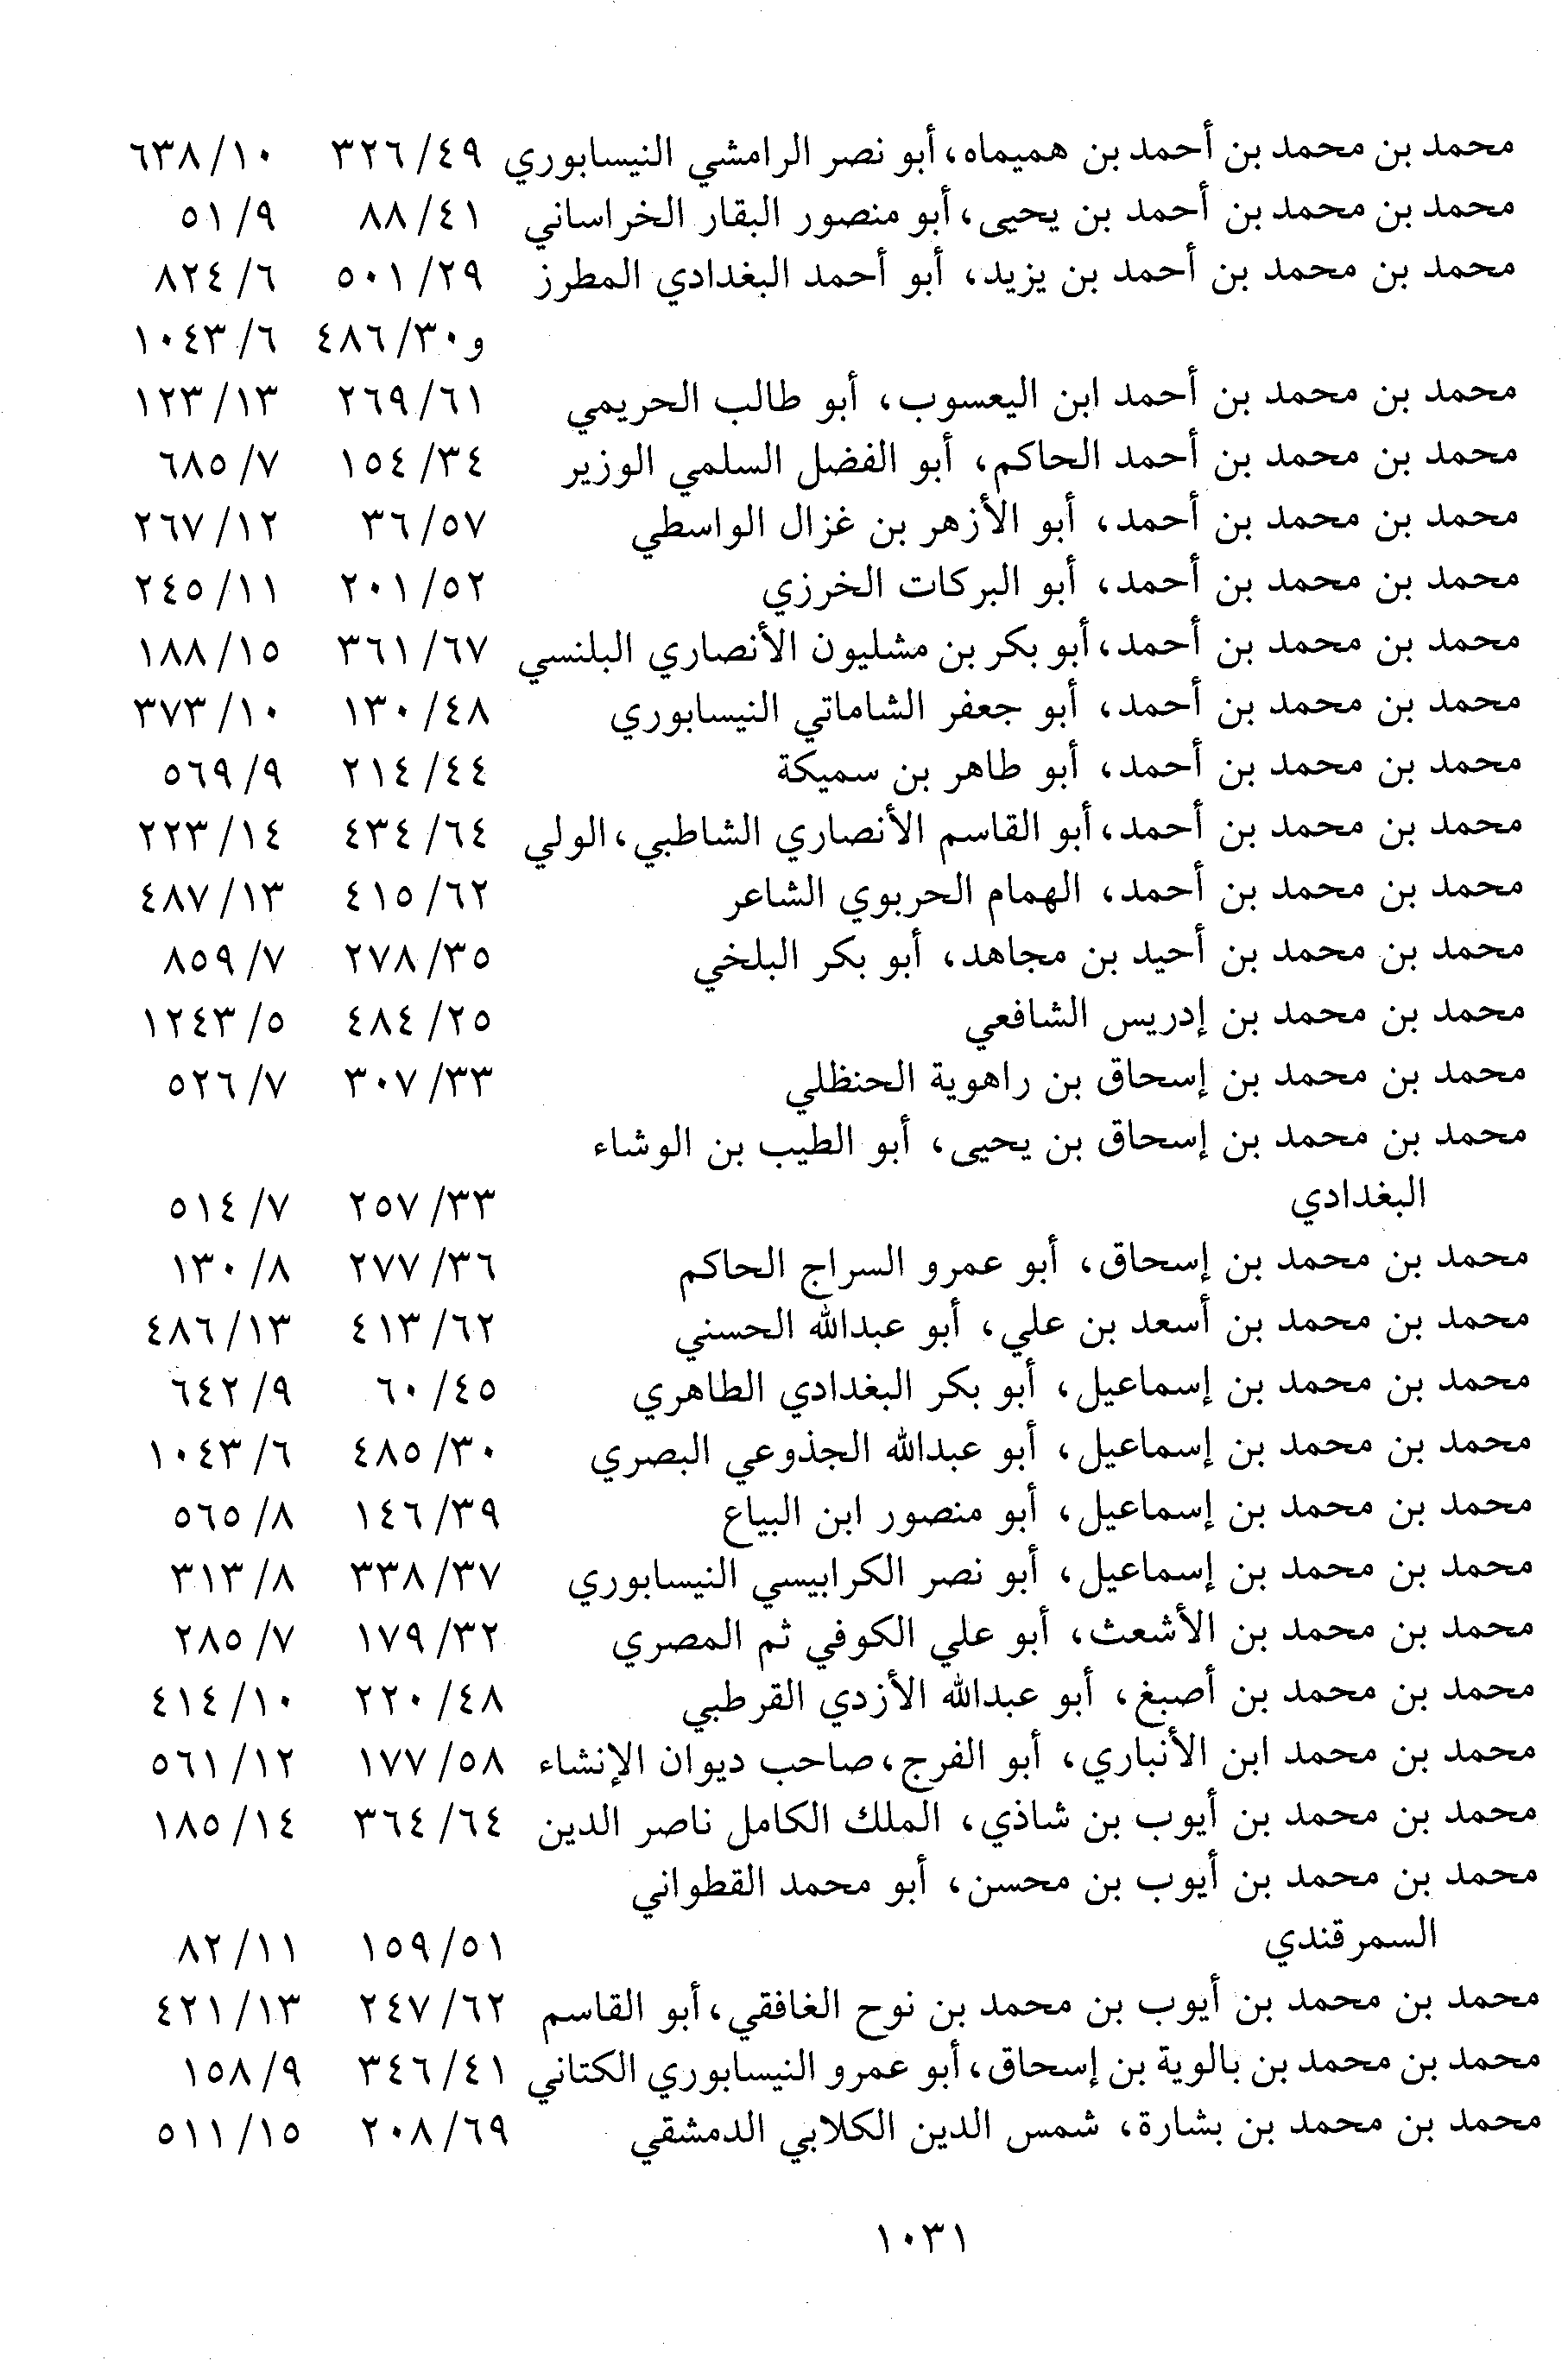 محمد بن محمد بن أحمد بن هميماه، أبو نصر الرامشي النيسابوري ٤٩/ ٣٢٦ ١٠/ ٦٣٨
محمد بن محمد بن أحمد بن يحيى، أبو منصور البقار الخراساني ٤١/ ٨٨ ٩/ ٥١
محمد بن محمد بن أحمد بن يزيد، أبو أحمد البغدادي المطرز ٢٩/ ٥٠١ ٦/ ٨٢٤
و٣٠/ ٤٨٦ ٦/ ١٠٤٣
محمد بن محمد بن أحمد ابن اليعسوب، أبو طالب الحريمي ٦١/ ٢٦٩ ١٣/ ١٢٣
محمد بن محمد بن أحمد الحاكم، أبو الفضل السلمي الوزير ٣٤/ ١٥٤ ٧/ ٦٨٥
محمد بن محمد بن أحمد، أبو الأزهر بن غزال الواسطي ٥٧/ ٣٦ ١٢/ ٢٦٧
محمد بن محمد بن أحمد، أبو البركات الخرزي ٥٢/ ٢٠١ ١١/ ٢٤٥
محمد بن محمد بن أحمد، أبو بكر بن مشليون الأنصاري البلنسي ٦٧/ ٣٦١ ١٥/ ١٨٨
محمد بن محمد بن أحمد، أبو جعفر الشاماتي النيسابوري ٤٨/ ١٣٠ ١٠/ ٣٧٣
محمد بن محمد بن أحمد، أبو طاهر بن سميكة ٤٤/ ٢١٤ ٩/ ٥٦٩
محمد بن محمد بن أحمد، أبو القاسم الأنصاري الشاطبي، الولي ٦٤/ ٤٣٤ ١٤/ ٢٢٣
محمد بن محمد بن أحمد، الهمام الحربوي الشاعر ٦٢/ ٤١٥ ١٣/ ٤٨٧
محمد بن محمد بن أحيد بن مجاهد، أبو بكر البلخي ٣٥/ ٢٧٨ ٧/ ٨٥٩
محمد بن محمد بن إدريس الشافعي ٢٥/ ٤٨٤ ٥/ ١٢٤٣
محمد بن محمد بن إسحاق بن راهوية الحنظلي ٣٣/ ٣٠٧ ٧/ ٥٢٦
محمد بن محمد بن إسحاق بن يحيى، أبو الطيب بن الوشاء
البغدادي ٣٣/ ٢٥٧ ٧/ ٥١٤
محمد بن محمد بن إسحاق، أبو عمرو السراج الحاكم ٣٦/ ٢٧٧ ٨/ ١٣٠
محمد بن محمد بن أسعد بن علي، أبو عبدالله الحسني ٦٢/ ٤١٣ ١٣/ ٤٨٦
محمد بن محمد بن إسماعيل، أبو بكر البغدادي الطاهري ٤٥/ ٦٠ ٩/ ٦٤٢
محمد بن محمد بن إسماعيل، أبو عبدالله الجذوعي البصري ٣٠/ ٤٨٥ ٦/ ١٠٤٣
محمد بن محمد بن إسماعيل، أبو منصور ابن البياع ٣٩/ ١٤٦ ٨/ ٥٦٥
محمد بن محمد بن إسماعيل، أبو نصر الكرابيسي النيسابوري ٣٧/ ٣٣٨ ٨/ ٣١٣
محمد بن محمد بن الأشعث، أبو علي الكوفي ثم المصري ٣٢/ ١٧٩ ٧/ ٢٨٥
محمد بن محمد بن أصبغ، أبو عبدالله الأزدي القرطبي ٤٨/ ٢٢٠ ١٠/ ٤١٤
محمد بن محمد ابن الأنباري، أبو الفرج، صاحب ديوان الإنشاء ٥٨/ ١٧٧ ١٢/ ٥٦١
محمد بن محمد بن أيوب بن شاذي، الملك الكامل ناصر الدين ٦٤/ ٣٦٤ ١٤/ ١٨٥
محمد بن محمد بن أيوب بن محسن، أبو محمد القطواني
السمرقندي ٥١/ ١٥٩ ١١/ ٨٢
محمد بن محمد بن أيوب بن محمد بن نوح الغافقي، أبو القاسم ٦٢/ ٢٤٧ ١٣/ ٤٢١
محمد بن محمد بن بالوية بن إسحاق، أبو عمرو النيسابوري الكتاني ٤١/ ٣٤٦ ٩/ ١٥٨
محمد بن محمد بن بشارة، شمس الدين الكلابي الدمشقي ٦٩/ ٢٠٨ ١٥/ ٥١١
١٠٣١